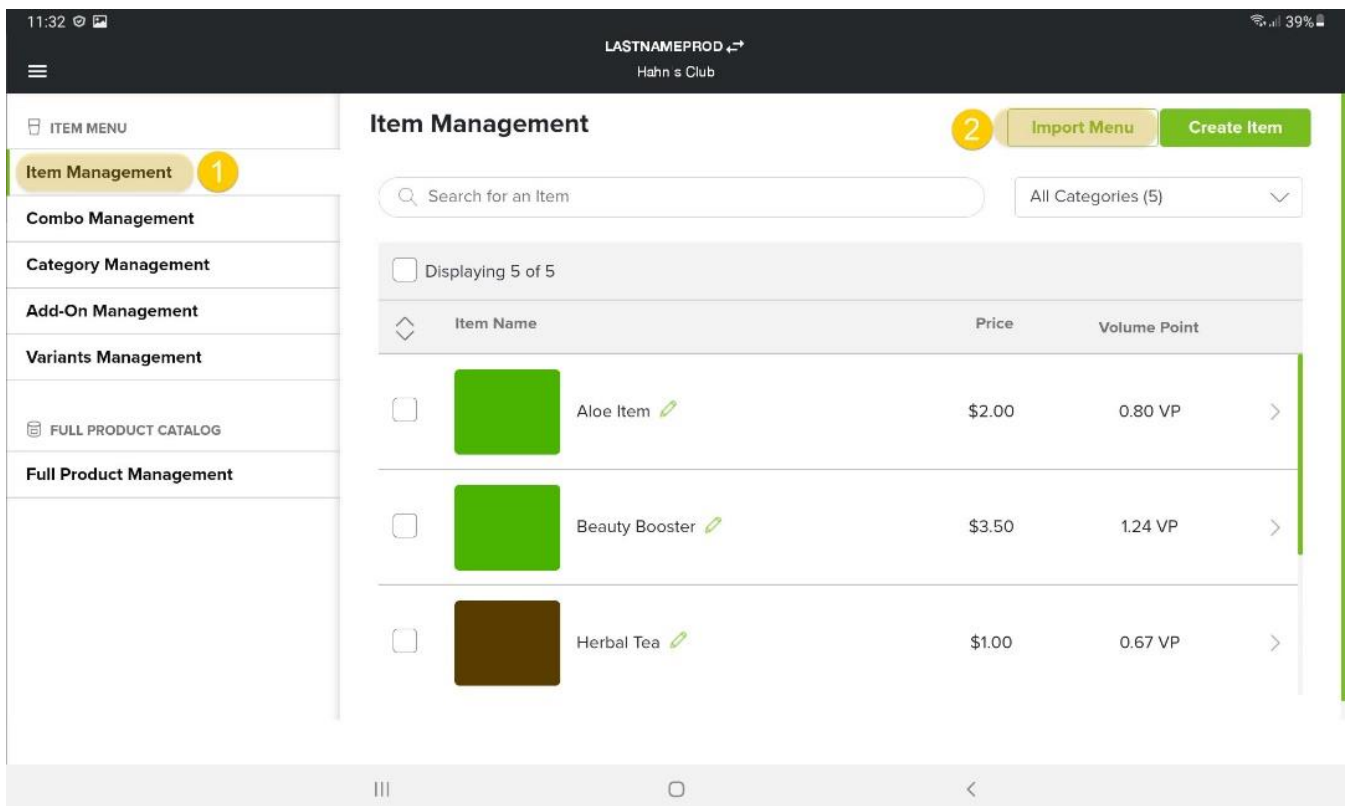 11:32
39%
LASTNAMEPROD
Hahn s Club
ITEM MENU
Item Management 1
Combo Management
Category Management
Add-On Management
Variants Management
FULL PRODUCT CATALOG
Full Product Management
Item Management
2 Import Menu Create Item
Search for an Item All Categories (5)
Displaying 5 of 5
Item Name Price Volume Point
Aloe Item $2.00 0.80 VP
Beauty Booster $3.50 1.24 VP
Herbal Tea $1.00 0.67 VP